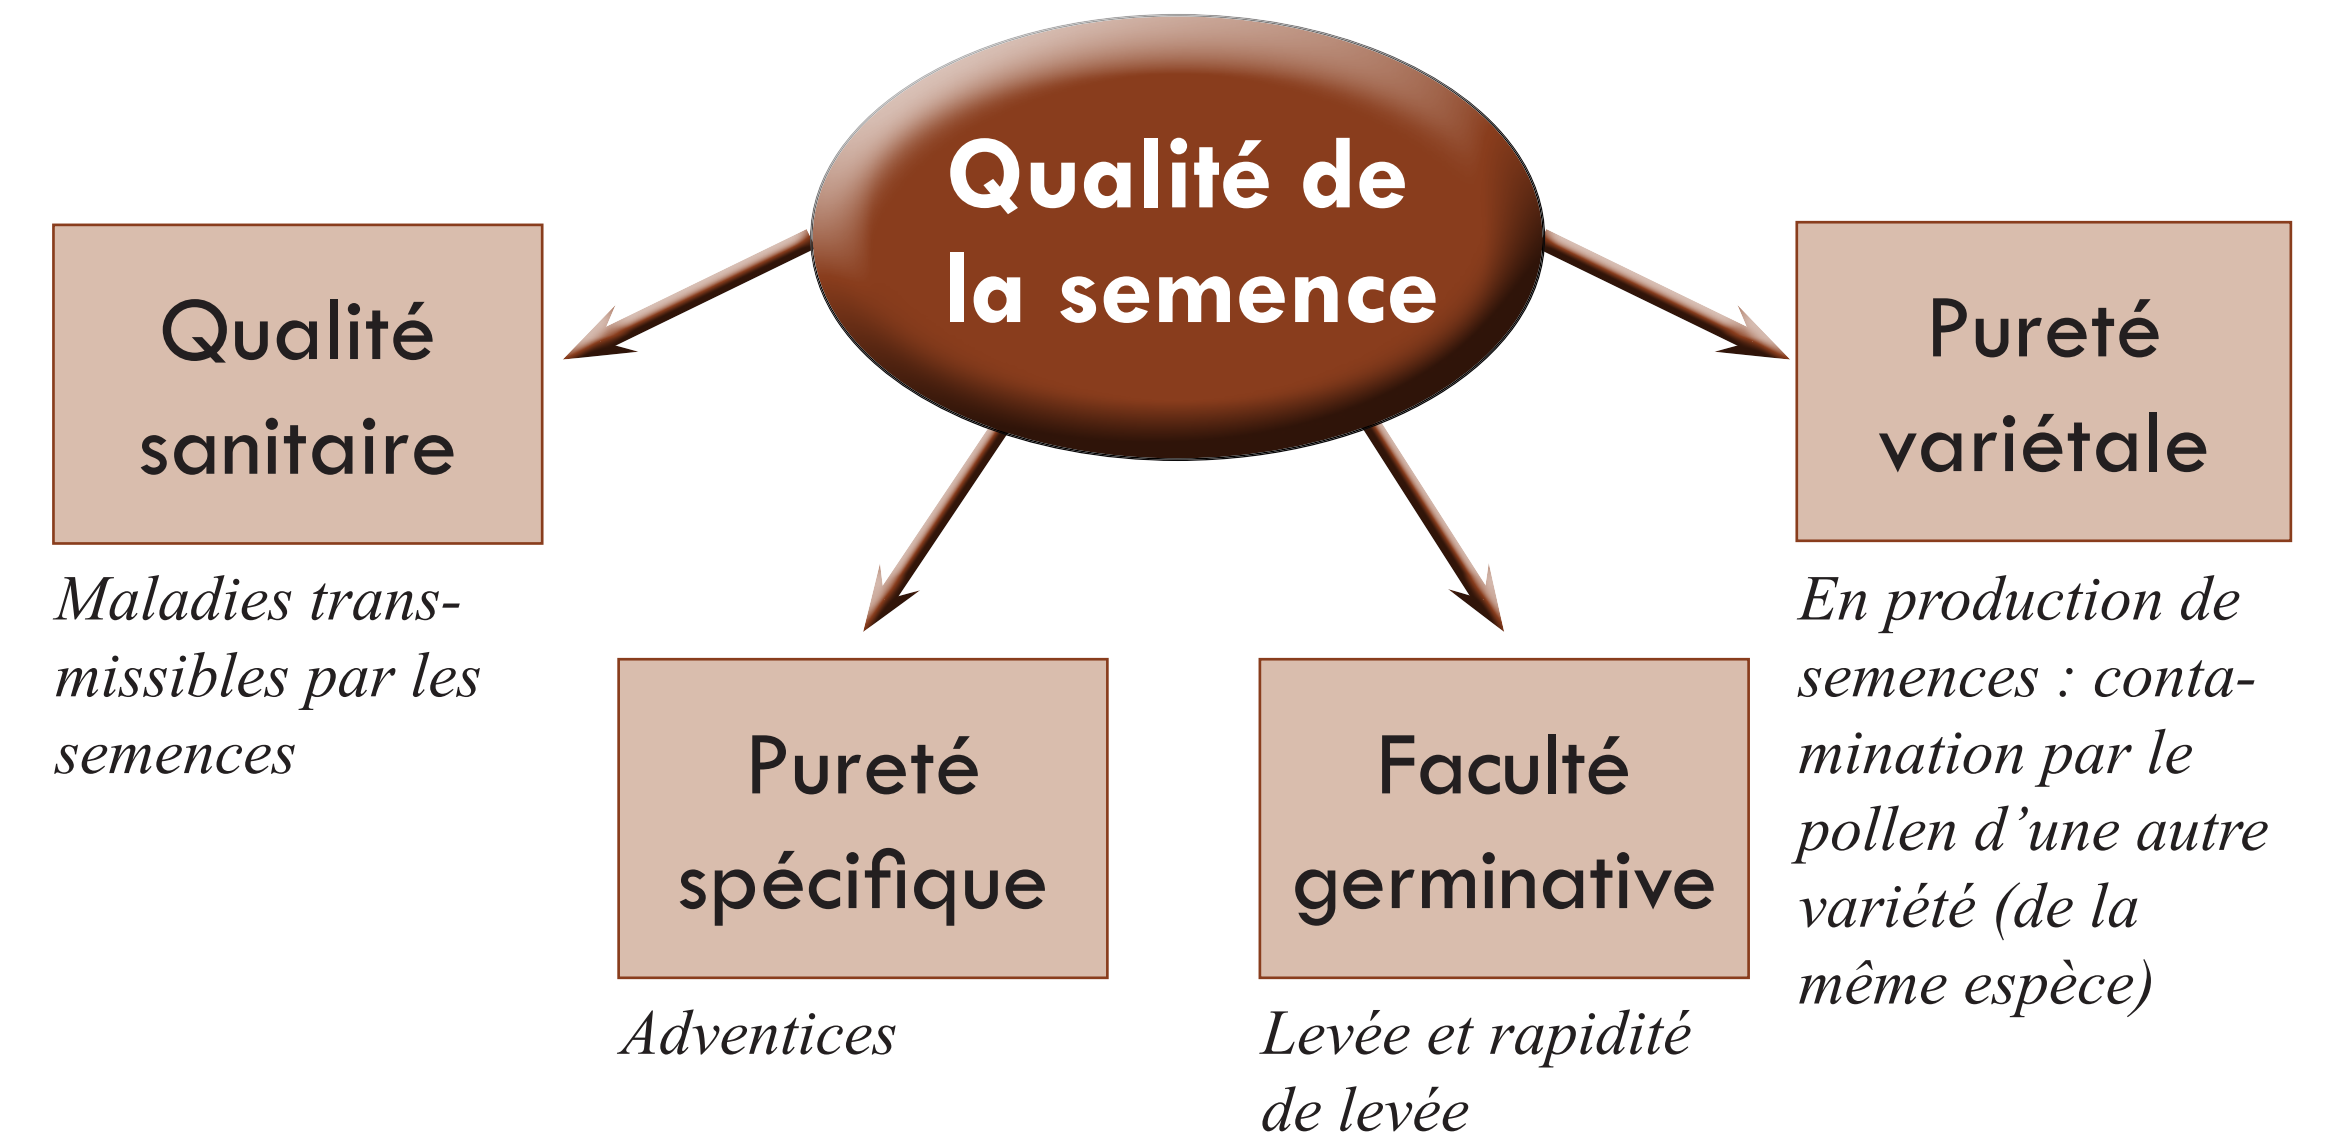 Qualité de
la semence
Qualité
sanitaire
Maladies trans-
missibles par les
semences
Pureté
spécifique
Adventices
Faculté
germinative
Levée et rapidité
de levée
Pureté
variétale
En production de
semences : conta-
mination par le
pollen d’une autre
variété (de la
même espèce)